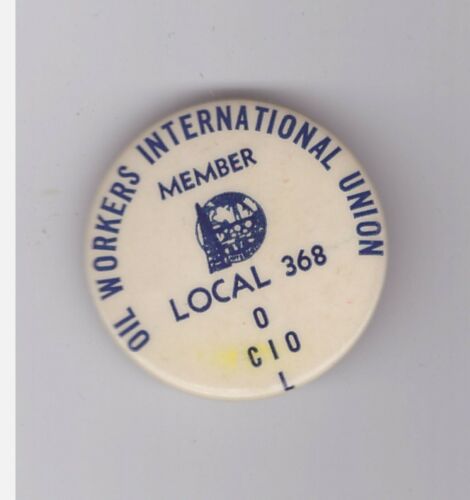 OIL WORKERS INTERNATIONAL UNION
MEMBER
LOCAL 368
O
CIO
L